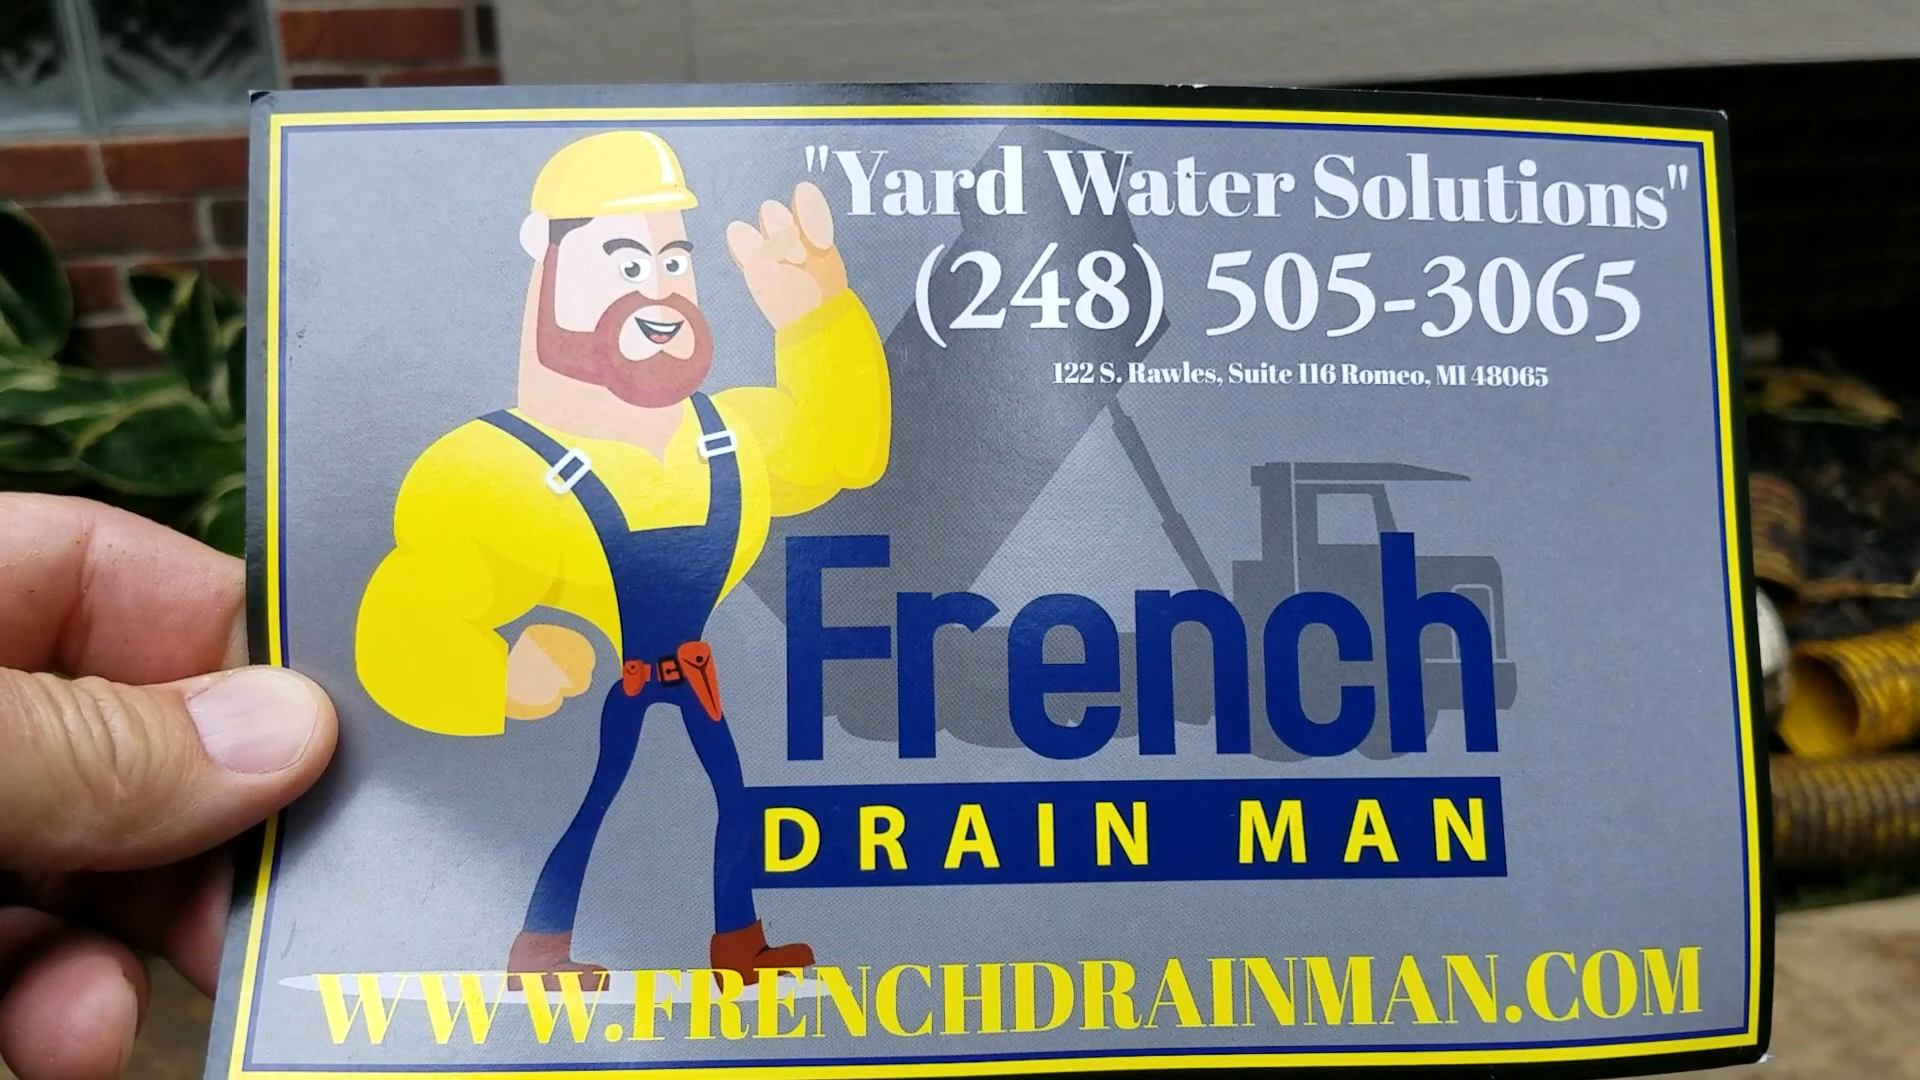 "Yard Water Solutions"
(248) 505-3065
122 S. Rawles, Suite 116 Romeo, MI 48065
French
DRAIN MAN
WWW.FRENCHDRAINMAN.COM